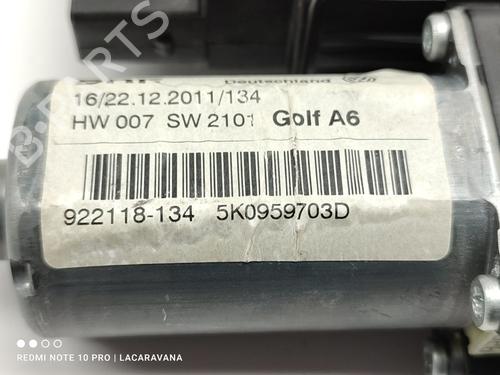 Deutschland
16/22.12.2011/134
HW 007 SW 2101 Golf A6
922118-134 5K0959703D
REDMI NOTE 10 PRO | LACARAVANA